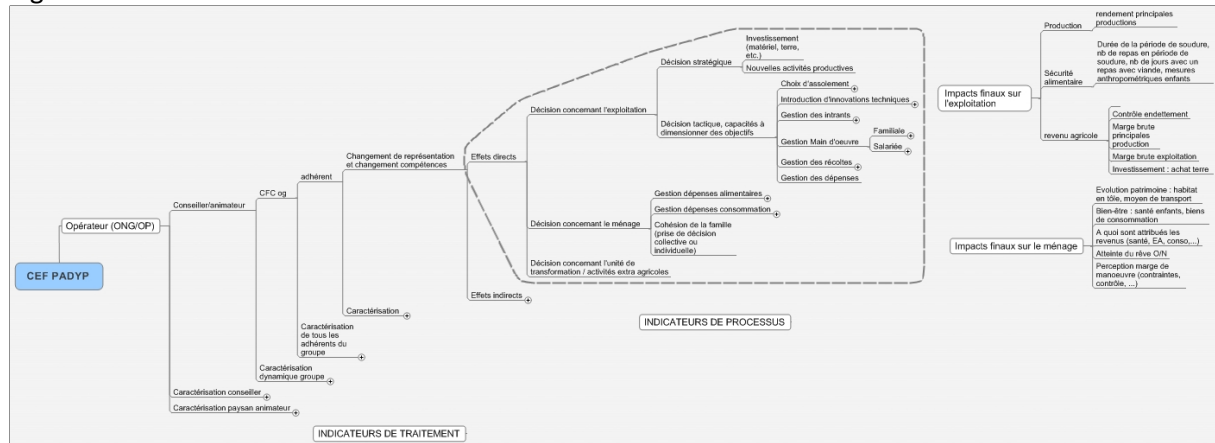 CEF PADYP
Opérateur (ONG/OP)
Conseiller/animateur
CFC og
adhérent
Changement de représentation
et changement compétences
Effets directs
Décision concernant l'exploitation
Décision stratégique
Investissement
(matériel, terre,
etc.)
Nouvelles activités productives
Décision tactique, capacités à
dimensionner des objectifs
Choix d'assolement
Introduction d'innovations techniques
Gestion des intrants
Gestion Main d'oeuvre
Familiale
Salariée
Gestion des récoltes
Gestion des dépenses
Décision concernant le ménage
Gestion dépenses alimentaires
Gestion dépenses consommation
Cohésion de la famille
(prise de décision
collective ou
individuelle)
Décision concernant l'unité de
transformation / activités extra agricoles
Effets indirects
Caractérisation
Caractérisation
de tous les
adhérents du
groupe
Caractérisation
dynamique groupe
Caractérisation conseiller
Caractérisation paysan animateur
INDICATEURS DE TRAITEMENT
INDICATEURS DE PROCESSUS
Impacts finaux sur
l'exploitation
Production
rendement principales
productions
Sécurité
alimentaire
Durée de la période de soudure,
nb de repas en période de
soudure, nb de jours avec un
repas avec viande, mesures
anthropométriques enfants
revenu agricole
Contrôle endettement
Marge brute
principales
production
Marge brute exploitation
Investissement : achat terre
Impacts finaux sur le ménage
Evolution patrimoine : habitat
en tôle, moyen de transport
Bien-être : santé enfants, biens
de consommation
A quoi sont attribués les
revenus (santé, EA, conso,...)
Atteinte du rêve O/N
Perception marge de
manoeuvre (contraintes,
contrôle, ...)